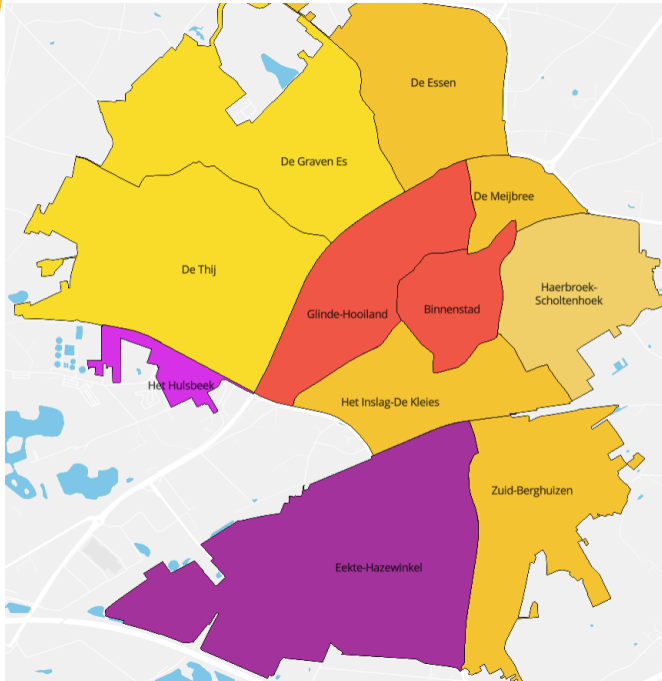 De Essen
De Graven Es
De Meijbree
De Thij
Haerbroek-
Scholtenhoek
Glinde-Hooiland
Binnenstad
Het Hulsbeek
Het Inslag-De Kleies
Zuid-Berghuizen
Eekte-Hazewinkel